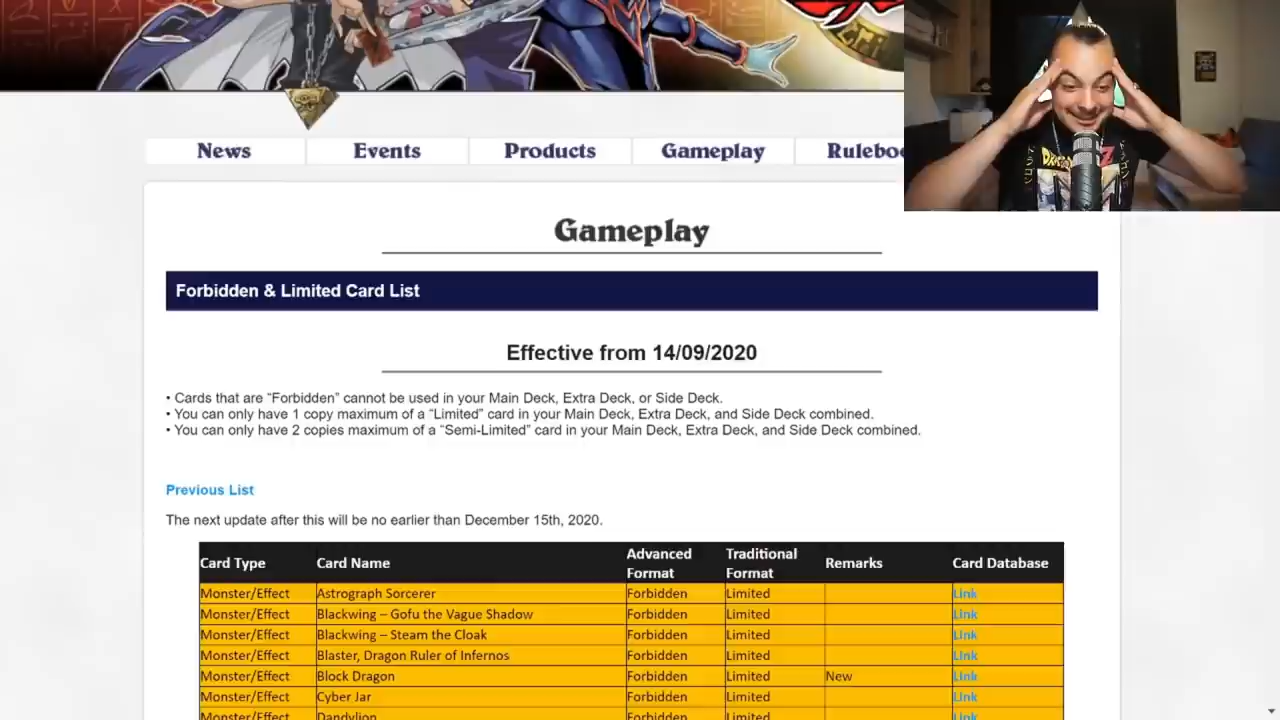 News Events Products Gameplay Ruleboo
Gameplay
Forbidden & Limited Card List
Effective from 14/09/2020
• Cards that are “Forbidden” cannot be used in your Main Deck, Extra Deck, or Side Deck.
• You can only have 1 copy maximum of a “Limited” card in your Main Deck, Extra Deck, and Side Deck combined.
• You can only have 2 copies maximum of a “Semi-Limited” card in your Main Deck, Extra Deck, and Side Deck combined.
Previous List
The next update after this will be no earlier than December 15th, 2020.
Card Type Card Name Advanced Format Traditional Format Remarks Card Database
Monster/Effect Astrograph Sorcerer Forbidden Limited Link
Monster/Effect Blackwing – Gofu the Vague Shadow Forbidden Limited Link
Monster/Effect Blackwing – Steam the Cloak Forbidden Limited Link
Monster/Effect Blaster, Dragon Ruler of Infernos Forbidden Limited Link
Monster/Effect Block Dragon Forbidden Limited New Link
Monster/Effect Cyber Jar Forbidden Limited Link
Monster/Effect Dandylion Forbidden Limited Link